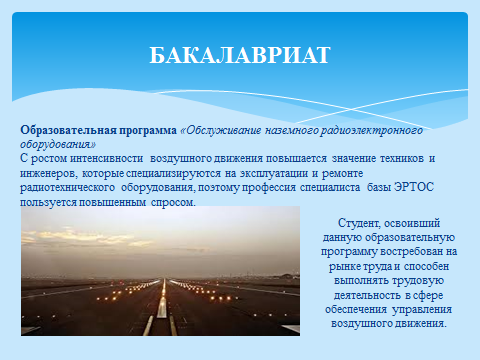 БАКАЛАВРИАТ
Образовательная программа «Обслуживание наземного радиоэлектронного
оборудования»
С ростом интенсивности воздушного движения повышается значение техников и
инженеров, которые специализируются на эксплуатации и ремонте
радиотехнического оборудования, поэтому профессия специалиста базы ЭРТОС
пользуется повышенным спросом.
Студент, освоивший
данную образовательную
программу востребован на
рынке труда и способен
выполнять трудовую
деятельность в сфере
обеспечения управления
воздушного движения.